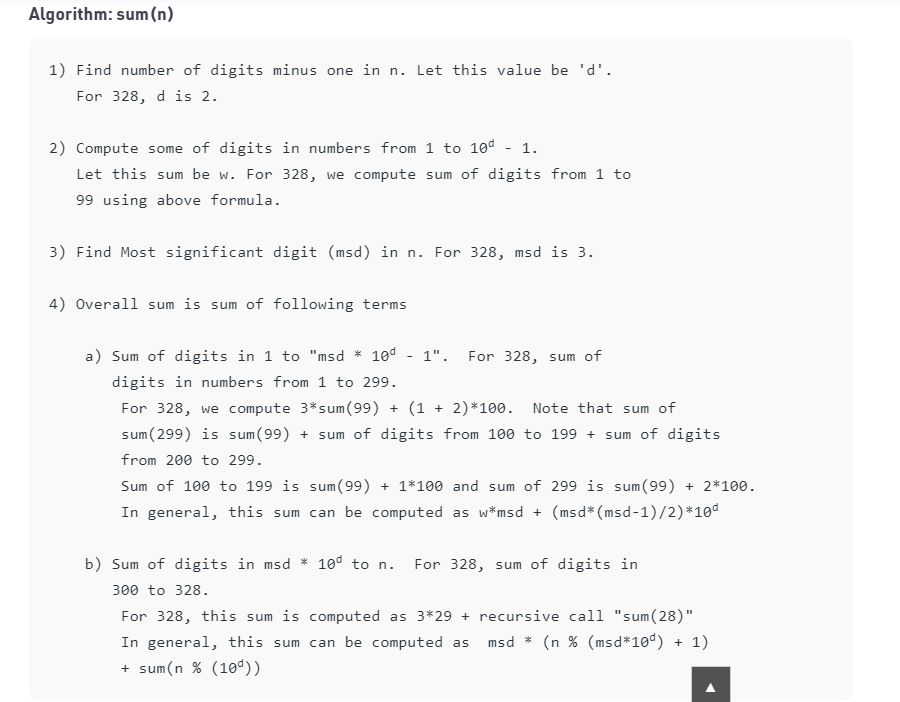 Algorithm: sum(n)
1) Find number of digits minus one in n. Let this value be 'd'.
For 328, d is 2.
2) Compute some of digits in numbers from 1 to 10ᵈ - 1.
Let this sum be w. For 328, we compute sum of digits from 1 to
99 using above formula.
3) Find Most significant digit (msd) in n. For 328, msd is 3.
4) Overall sum is sum of following terms
a) Sum of digits in 1 to "msd * 10ᵈ - 1". For 328, sum of
digits in numbers from 1 to 299.
For 328, we compute 3*sum(99) + (1 + 2)*100. Note that sum of
sum(299) is sum(99) + sum of digits from 100 to 199 + sum of digits
from 200 to 299.
Sum of 100 to 199 is sum(99) + 1*100 and sum of 299 is sum(99) + 2*100.
In general, this sum can be computed as w*msd + (msd*(msd-1)/2)*10ᵈ
b) Sum of digits in msd * 10ᵈ to n. For 328, sum of digits in
300 to 328.
For 328, this sum is computed as 3*29 + recursive call "sum(28)"
In general, this sum can be computed as msd * (n % (msd*10ᵈ) + 1)
+ sum(n % (10ᵈ))